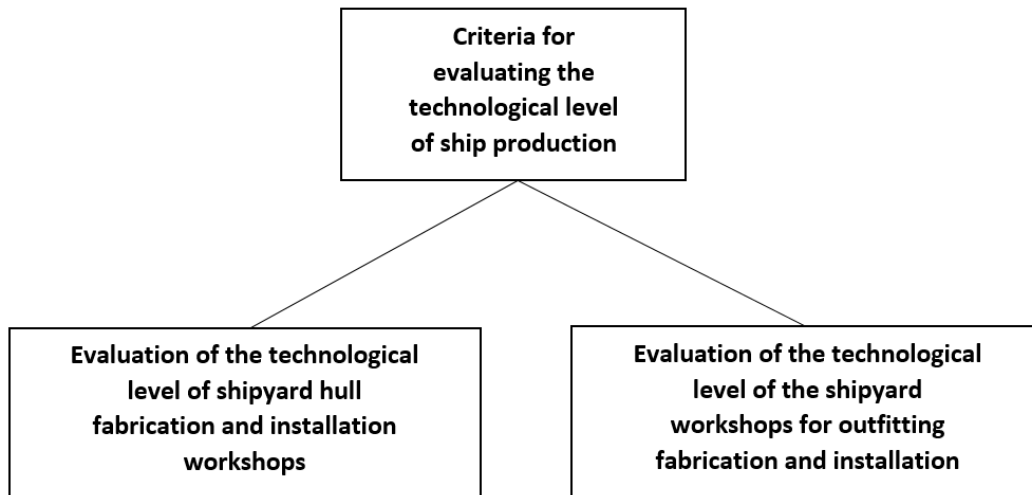 Criteria for
evaluating the
technological level
of ship production
Evaluation of the technological
level of shipyard hull
fabrication and installation
workshops
Evaluation of the technological
level of the shipyard
workshops for outfitting
fabrication and installation